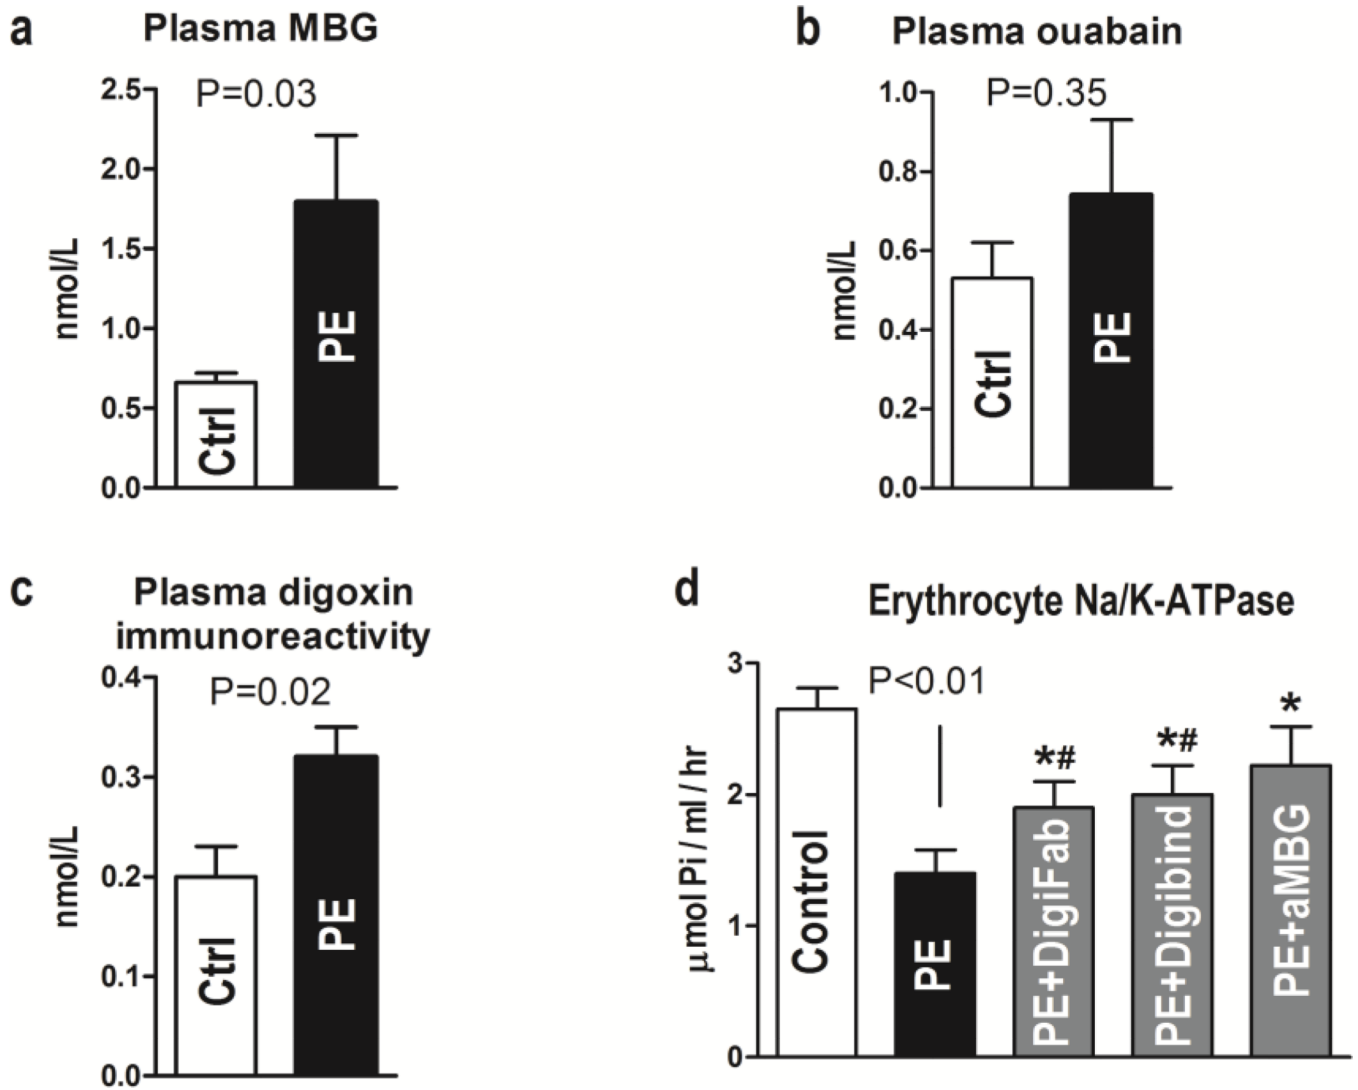 a
Plasma MBG
P=0.03
nmol/L
2.5
2.0
1.5
1.0
0.5
0.0
Ctrl
PE
b
Plasma ouabain
P=0.35
nmol/L
1.0
0.8
0.6
0.4
0.2
0.0
Ctrl
PE
c
Plasma digoxin
immunoreactivity
P=0.02
nmol/L
0.4
0.3
0.2
0.1
0.0
Ctrl
PE
d
Erythrocyte Na/K-ATPase
P<0.01
μmol Pi / ml / hr
3
2
1
0
Control
PE
*#
PE+DigiFab
*#
PE+Digibind
*
PE+aMBG